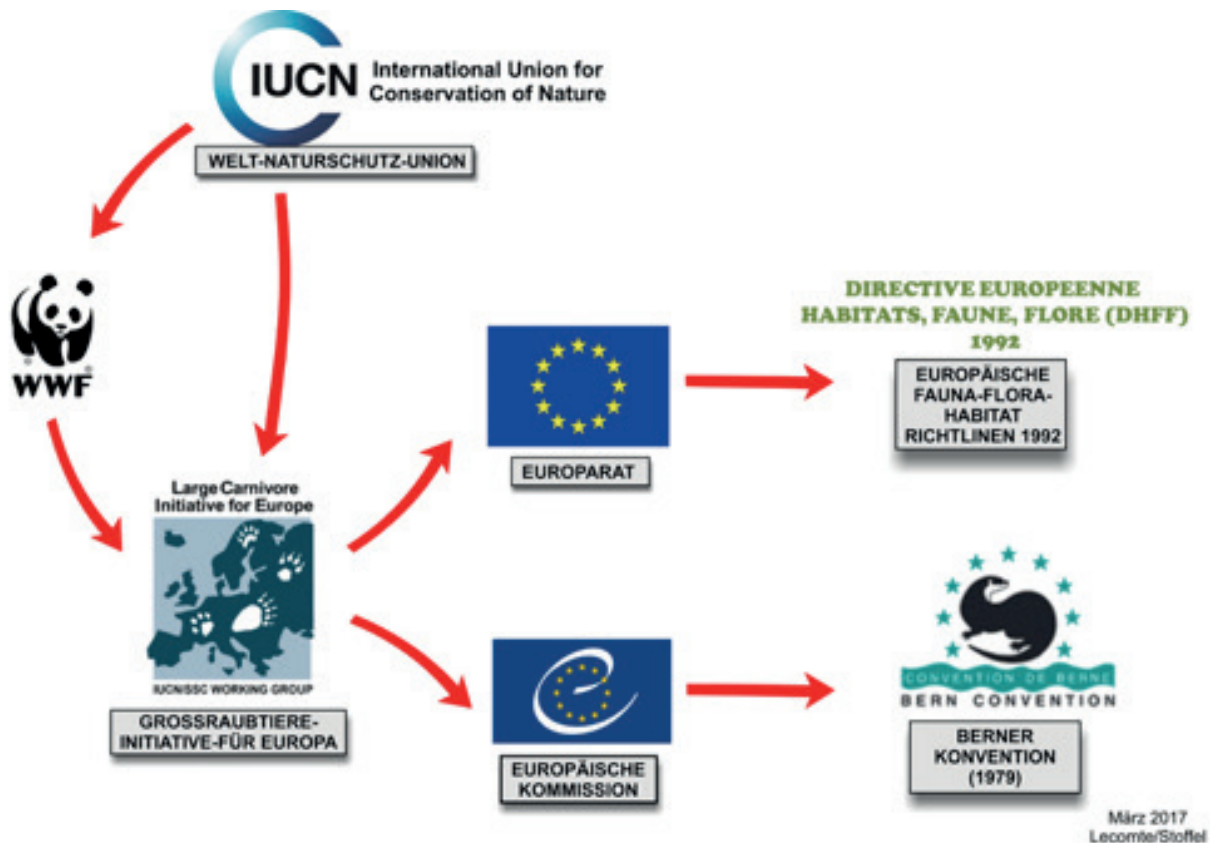 IUCN
International Union for
Conservation of Nature
WELT-NATURSCHUTZ-UNION
WWF
Large Carnivore
Initiative for Europe
IUCN/SSC WORKING GROUP
GROSSRAUBTIERE-
INITIATIVE-FÜR EUROPA
EUROPARAT
DIRECTIVE EUROPEENNE
HABITATS, FAUNE, FLORE (DHFF)
1992
EUROPÄISCHE
FAUNA-FLORA-
HABITAT
RICHTLINEN 1992
EUROPÄISCHE
KOMMISSION
CONVENTION DE BERNE
BERN CONVENTION
BERNER
KONVENTION
(1979)
März 2017
Lecomte/Stoffel